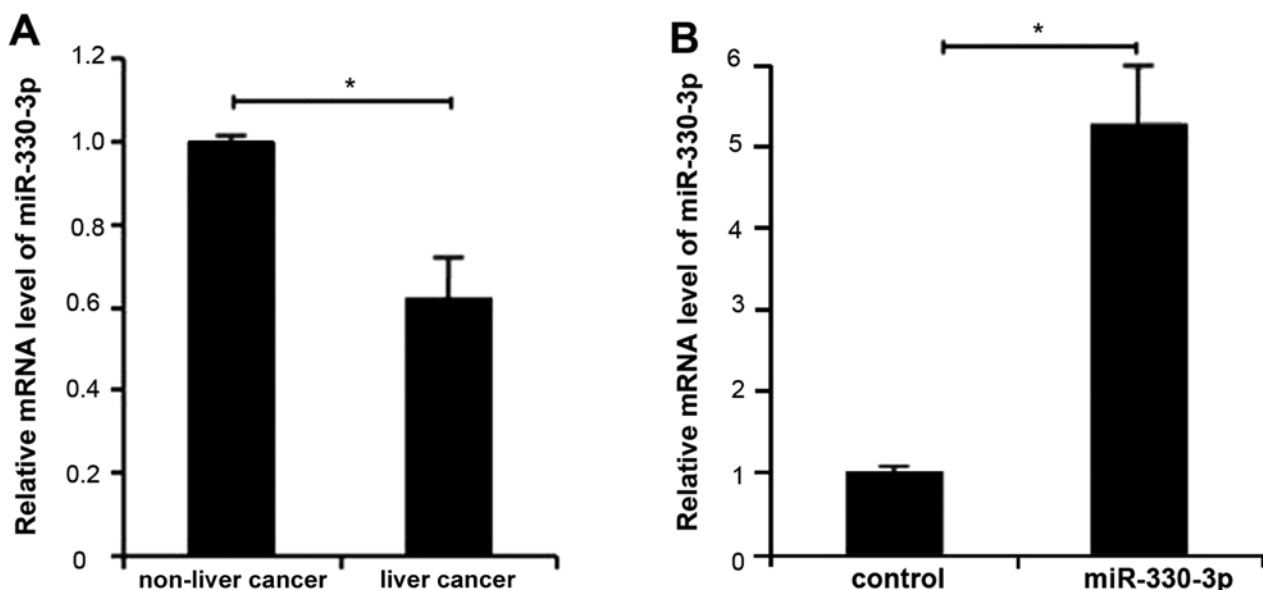 A
Relative mRNA level of miR-330-3p
1.2
1.0
0.8
0.6
0.4
0.2
0
*
non-liver cancer
liver cancer
B
Relative mRNA level of miR-330-3p
6
5
4
3
2
1
0
*
control
miR-330-3p